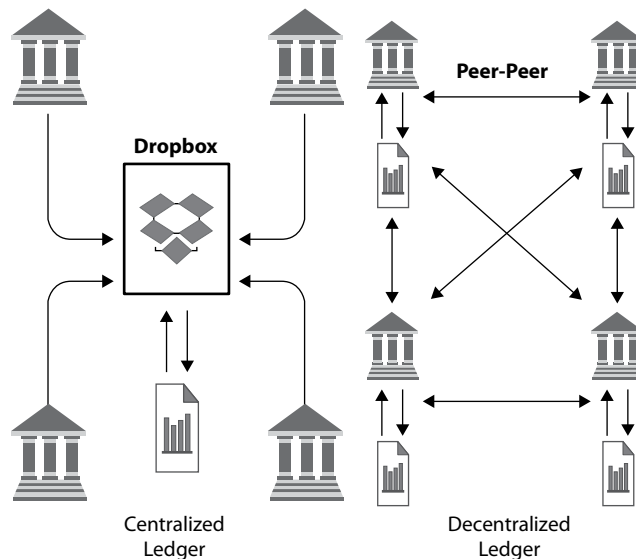 Peer-Peer
Dropbox
Centralized
Ledger
Decentralized
Ledger